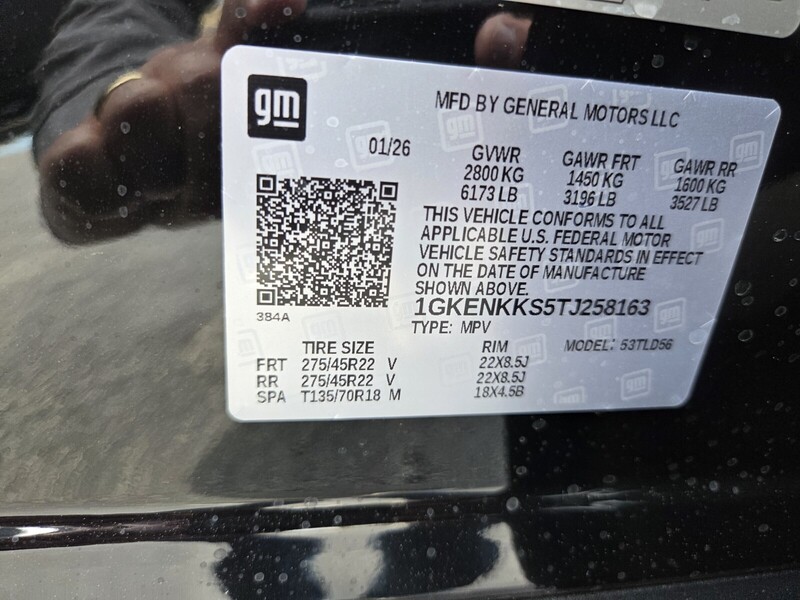 gm
MFD BY GENERAL MOTORS LLC
01/26
GVWR GAWR FRT GAWR RR
2800 KG 1450 KG 1600 KG
6173 LB 3196 LB 3527 LB
THIS VEHICLE CONFORMS TO ALL
APPLICABLE U.S. FEDERAL MOTOR
VEHICLE SAFETY STANDARDS IN EFFECT
ON THE DATE OF MANUFACTURE
SHOWN ABOVE.
1GKENKKS5TJ258163
384A
TYPE: MPV
TIRE SIZE RIM MODEL: 53TLD56
FRT 275/45R22 V 22X8.5J
RR 275/45R22 V 22X8.5J
SPA T135/70R18 M 18X4.5B